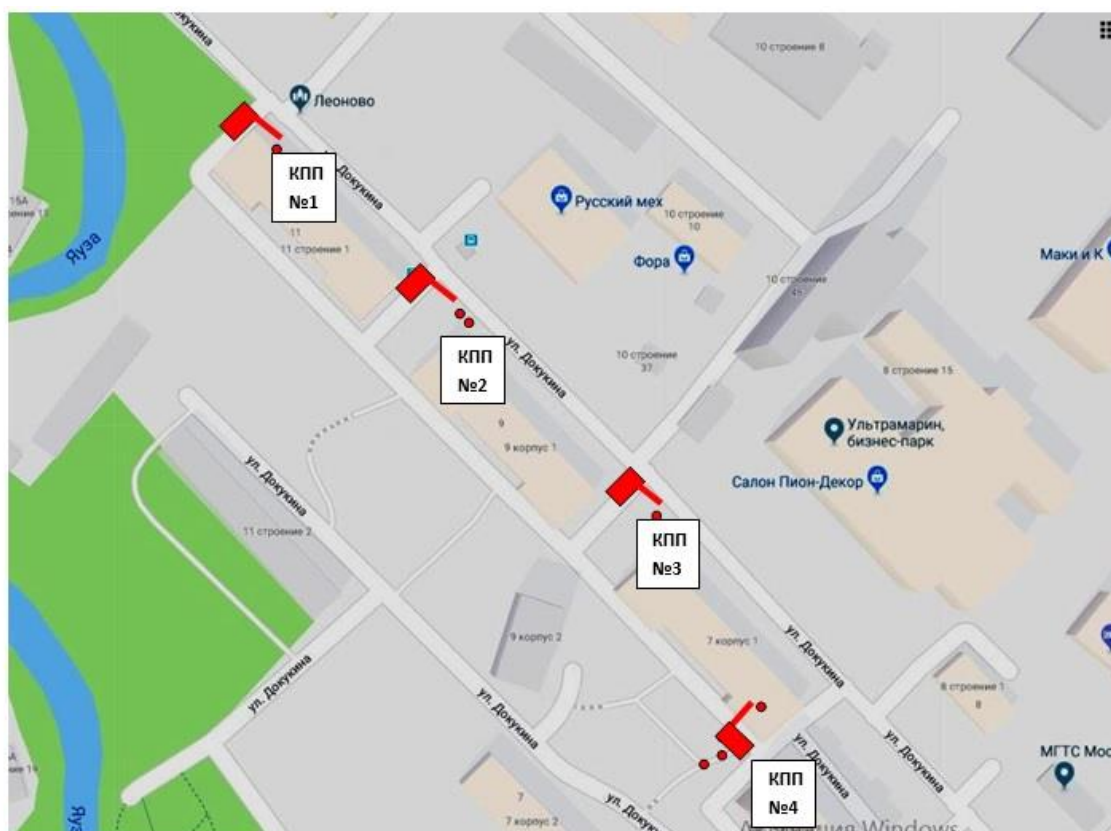 Докукина
10 строение 8
Леоново
КПП
№1
ул. Докукина
15А
11
11 строение 1
Яуза
Русский мех
10 строение
10
Фора
10 строение
Маки и К
КПП
№2
ул. Докукина
10 строение
37
8 строение 15
9
9 корпус 1
Ультрамарин,
бизнес-парк
Салон Пион-Декор
ул. Докукина
11 строение 2
КПП
№3
9 корпус 2
7 корпус 1
ул. Докукина
ул. Докукина
8 строение 1
8
ул. Докукина
ул. Докукина
ул. Докукина
МГТС Мос
КПП
№4
7
7 корпус 2